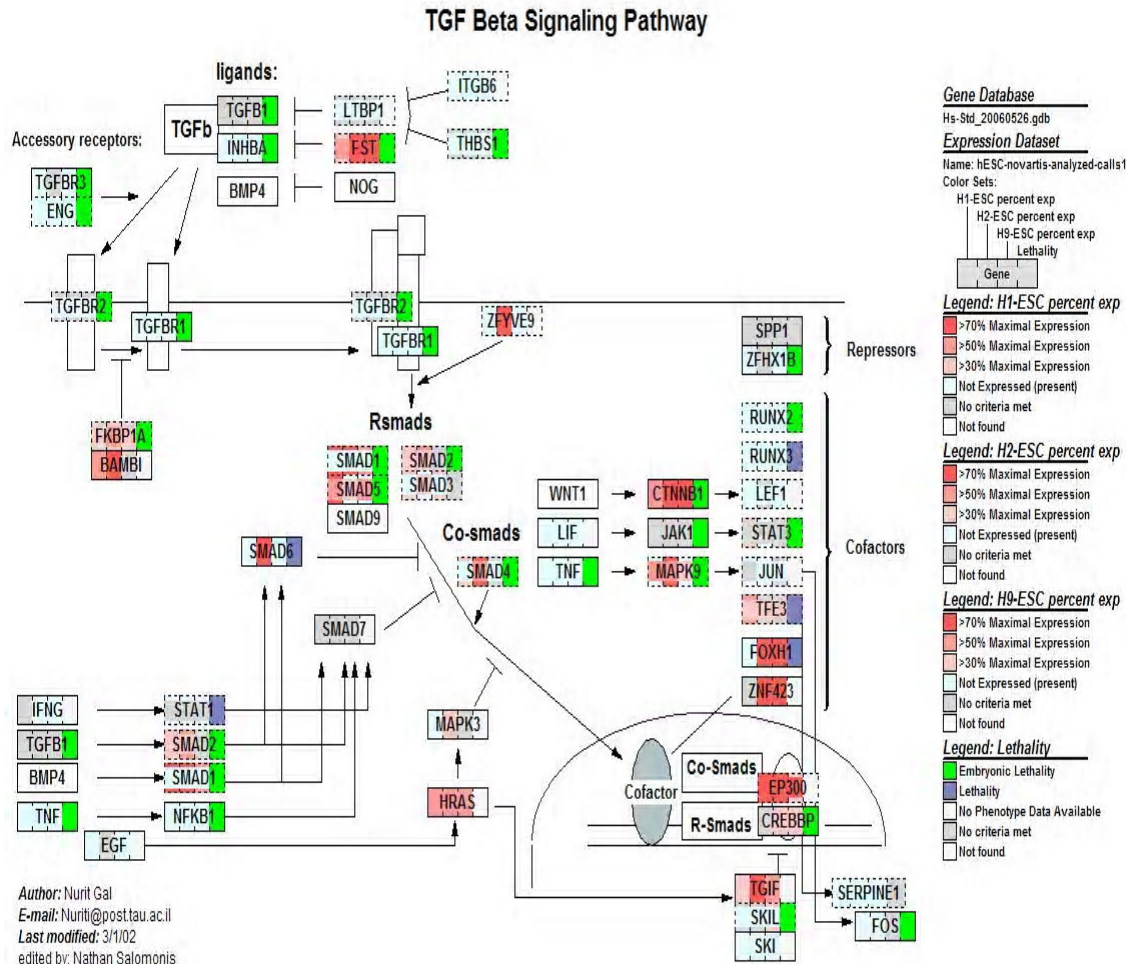 TGF Beta Signaling Pathway
ligands:
TGFb
TGFB1
INHBA
BMP4
LTBP1
FST
NOG
ITGB6
THBS1
Accessory receptors:
TGFBR3
ENG
TGFBR2
TGFBR1
TGFBR2
TGFBR1
ZFYVE9
FKBP1A
BAMBI
Rsmads
SMAD1
SMAD5
SMAD9
SMAD2
SMAD3
Co-smads
SMAD4
SMAD6
SMAD7
SPP1
ZFHX1B
Repressors
RUNX2
RUNX3
LEF1
STAT3
JUN
TFE3
FOXH1
ZNF423
Cofactors
WNT1
CTNNB1
LIF
JAK1
TNF
MAPK9
IFNG
STAT1
TGFB1
SMAD2
BMP4
SMAD1
TNF
NFKB1
EGF
MAPK3
HRAS
Cofactor
Co-Smads
R-Smads
EP300
CREBBP
TGIF
SKIL
SKI
SERPINE1
FOS
Author: Nurit Gal
E-mail: Nuriti@post.tau.ac.il
Last modified: 3/1/02
edited by: Nathan Salomonis
Gene Database
Hs-Std_20060526.gdb
Expression Dataset
Name: hESC-novartis-analyzed-calls1
Color Sets:
H1-ESC percent exp
H2-ESC percent exp
H9-ESC percent exp
Lethality
Gene
Legend: H1-ESC percent exp
>70% Maximal Expression
>50% Maximal Expression
>30% Maximal Expression
Not Expressed (present)
No criteria met
Not found
Legend: H2-ESC percent exp
>70% Maximal Expression
>50% Maximal Expression
>30% Maximal Expression
Not Expressed (present)
No criteria met
Not found
Legend: H9-ESC percent exp
>70% Maximal Expression
>50% Maximal Expression
>30% Maximal Expression
Not Expressed (present)
No criteria met
Not found
Legend: Lethality
Embryonic Lethality
Lethality
No Phenotype Data Available
No criteria met
Not found